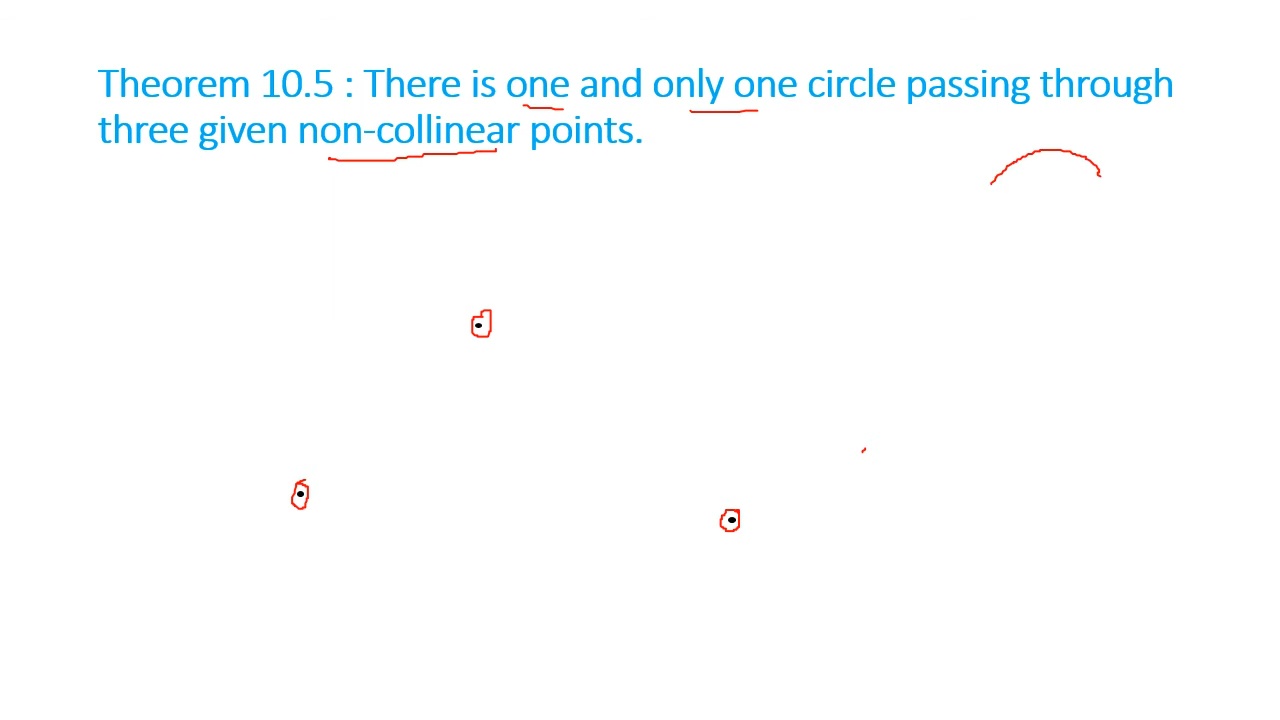 Theorem 10.5 : There is one and only one circle passing through
three given non-collinear points.